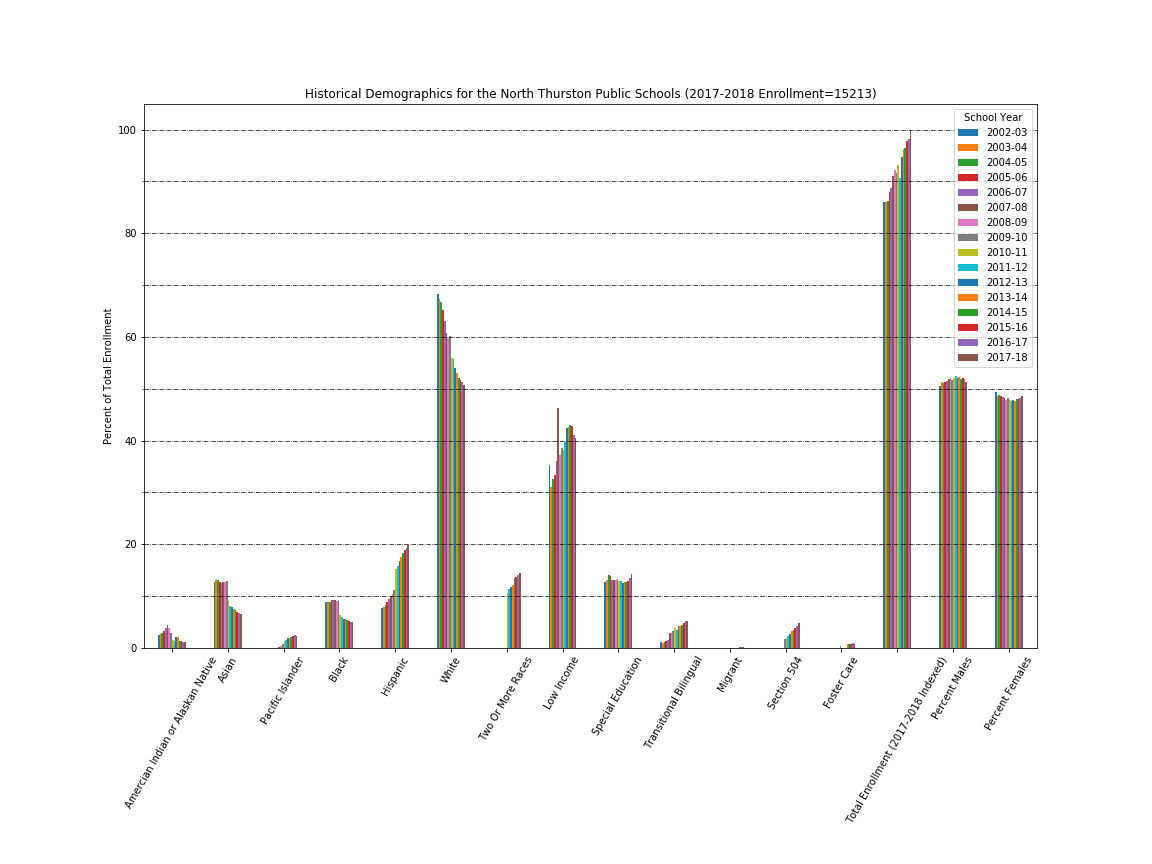 Historical Demographics for the North Thurston Public Schools (2017-2018 Enrollment=15213)
Percent of Total Enrollment
100
80
60
40
20
0
School Year
2002-03
2003-04
2004-05
2005-06
2006-07
2007-08
2008-09
2009-10
2010-11
2011-12
2012-13
2013-14
2014-15
2015-16
2016-17
2017-18
Amercian Indian or Alaskan Native
Asian
Pacific Islander
Black
Hispanic
White
Two Or More Races
Low Income
Special Education
Transitional Bilingual
Migrant
Section 504
Foster Care
Total Enrollment (2017-2018 Indexed)
Percent Males
Percent Females